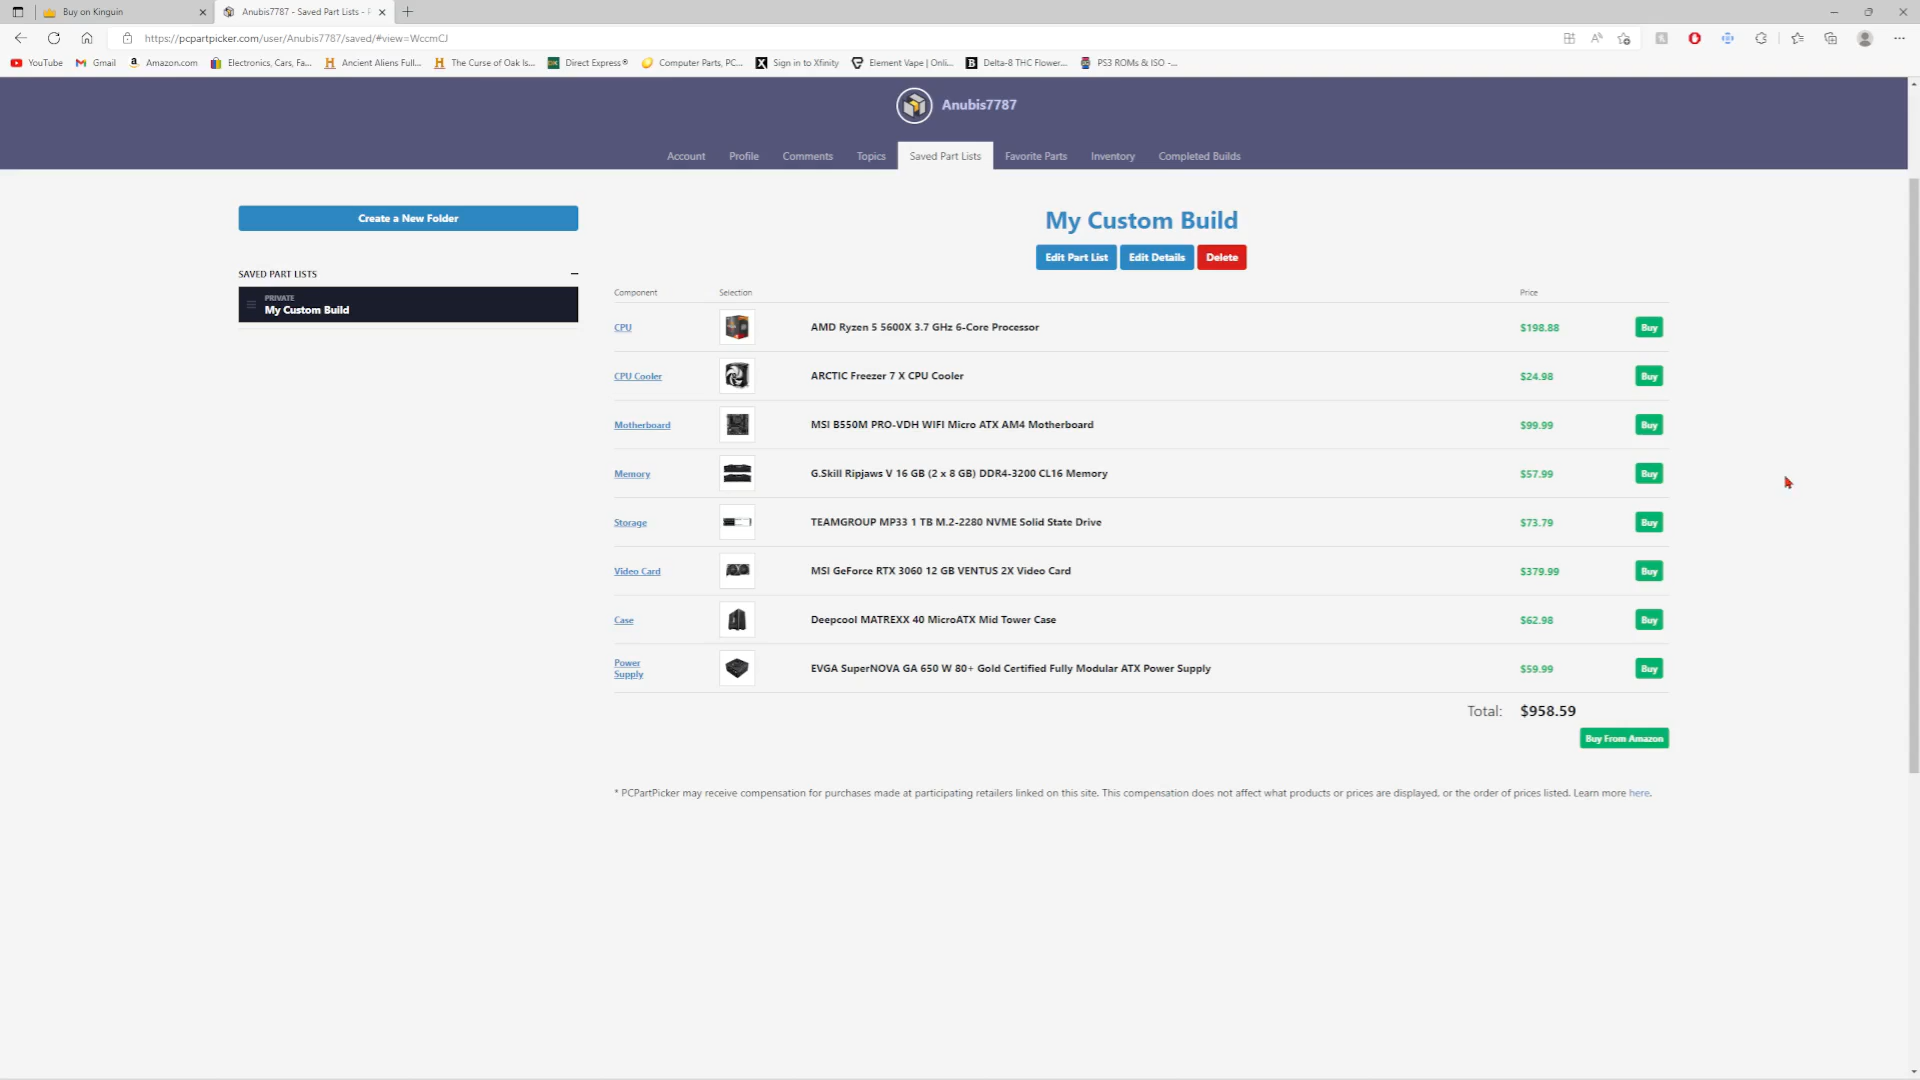 Buy on Kinguin
Anubis7787 - Saved Part Lists -
https://pcpartpicker.com/user/Anubis7787/saved/#view=WccmCJ
YouTube Gmail Amazon.com Electronics, Cars, Fa... Ancient Aliens Full... The Curse of Oak Is... Direct Express® Computer Parts, PC... Sign in to Xfinity Element Vape | Onli... Delta-8 THC Flower... PS3 ROMs & ISO -...
Anubis7787
Account Profile Comments Topics Saved Part Lists Favorite Parts Inventory Completed Builds
Create a New Folder
My Custom Build
Edit Part List Edit Details Delete
SAVED PART LISTS
PRIVATE
My Custom Build
Component Selection Price
CPU AMD Ryzen 5 5600X 3.7 GHz 6-Core Processor $198.88 Buy
CPU Cooler ARCTIC Freezer 7 X CPU Cooler $24.98 Buy
Motherboard MSI B550M PRO-VDH WIFI Micro ATX AM4 Motherboard $99.99 Buy
Memory G.Skill Ripjaws V 16 GB (2 x 8 GB) DDR4-3200 CL16 Memory $57.99 Buy
Storage TEAMGROUP MP33 1 TB M.2-2280 NVME Solid State Drive $73.79 Buy
Video Card MSI GeForce RTX 3060 12 GB VENTUS 2X Video Card $379.99 Buy
Case Deepcool MATREXX 40 MicroATX Mid Tower Case $62.98 Buy
Power Supply EVGA SuperNOVA GA 650 W 80+ Gold Certified Fully Modular ATX Power Supply $59.99 Buy
Total: $958.59
Buy From Amazon
* PCPartPicker may receive compensation for purchases made at participating retailers linked on this site. This compensation does not affect what products or prices are displayed, or the order of prices listed. Learn more here.